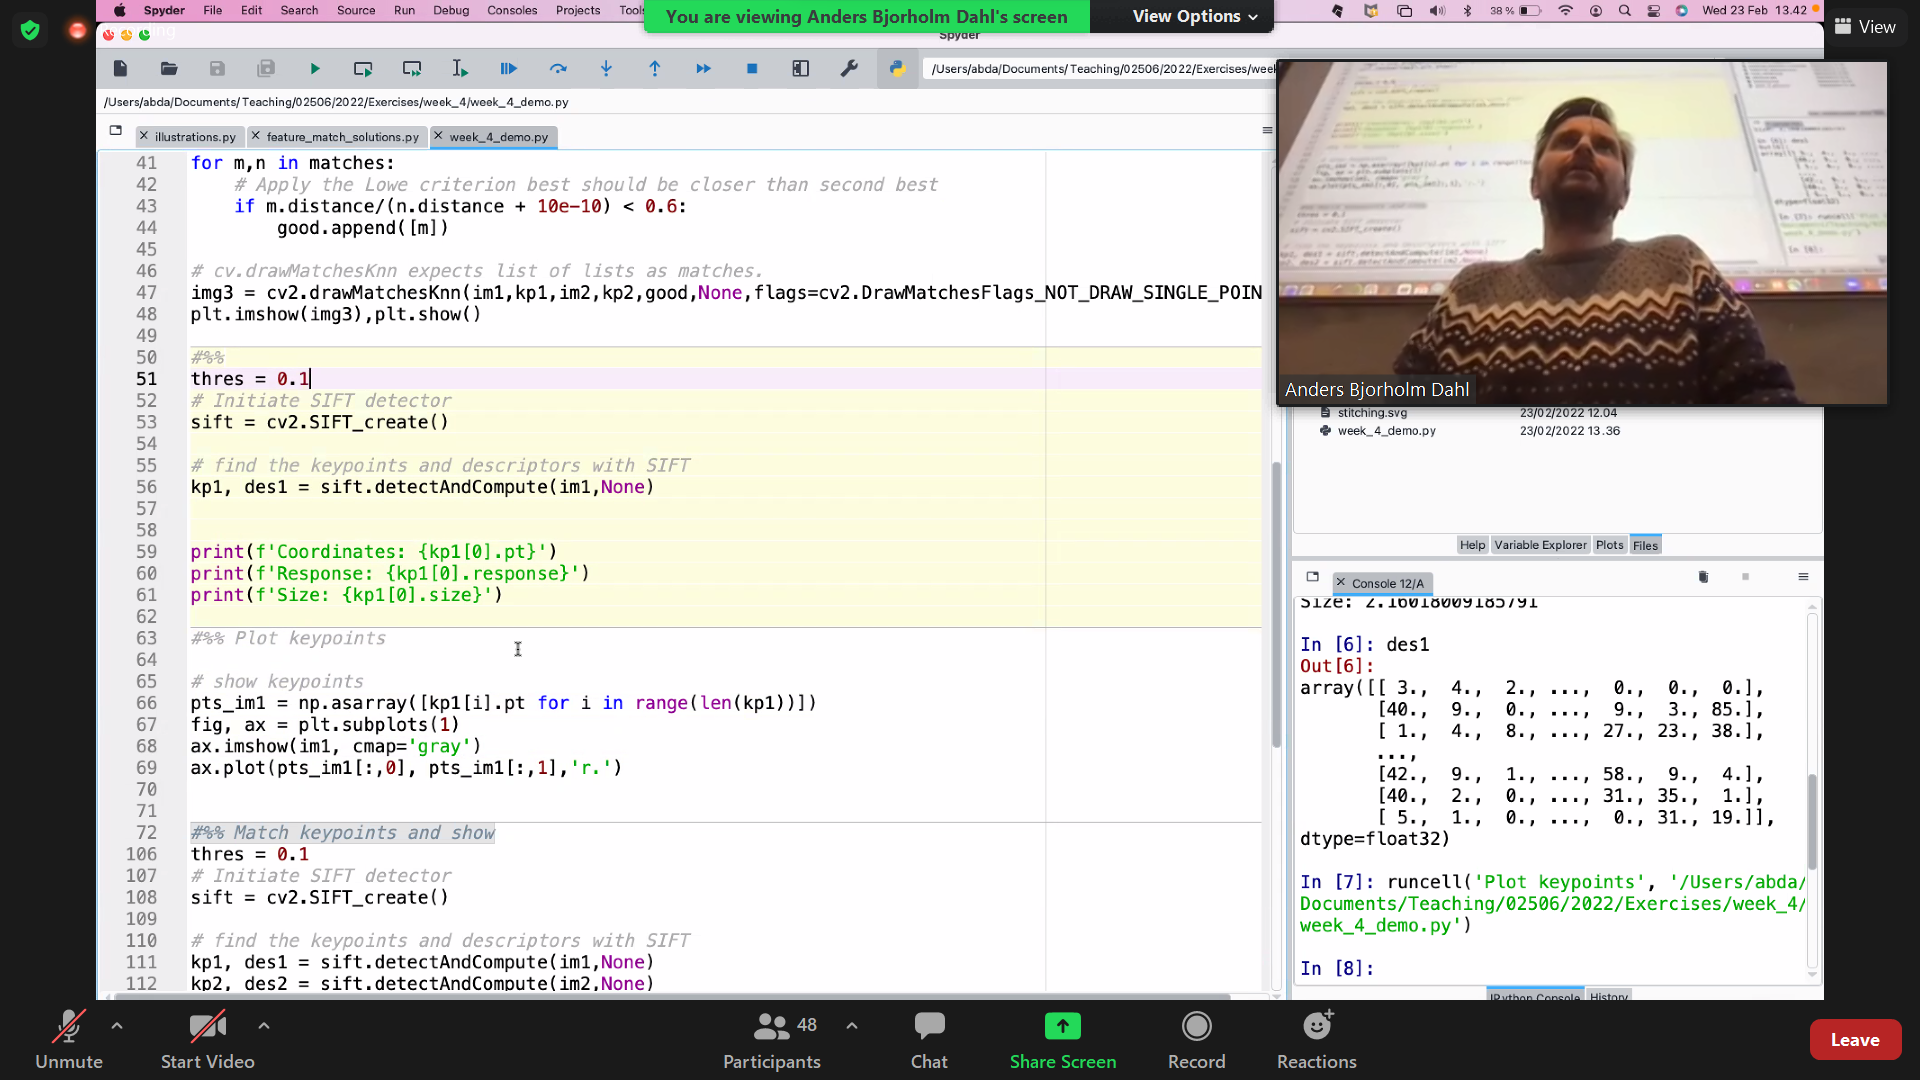 Spyder File Edit Search Source Run Debug Consoles Projects Tools
You are viewing Anders Bjorholm Dahl's screen
View Options
38 %
Wed 23 Feb 13.42
View
Recording
Spyder
/Users/abda/Documents/Teaching/02506/2022/Exercises/week
/Users/abda/Documents/Teaching/02506/2022/Exercises/week_4/week_4_demo.py
illustrations.py
feature_match_solutions.py
week_4_demo.py
41 for m,n in matches:
42 # Apply the Lowe criterion best should be closer than second best
43 if m.distance/(n.distance + 10e-10) < 0.6:
44 good.append([m])
45
46 # cv.drawMatchesKnn expects list of lists as matches.
47 img3 = cv2.drawMatchesKnn(im1,kp1,im2,kp2,good,None,flags=cv2.DrawMatchesFlags_NOT_DRAW_SINGLE_POIN
48 plt.imshow(img3),plt.show()
49
50 #%%
51 thres = 0.1
52 # Initiate SIFT detector
53 sift = cv2.SIFT_create()
54
55 # find the keypoints and descriptors with SIFT
56 kp1, des1 = sift.detectAndCompute(im1,None)
57
58
59 print(f'Coordinates: {kp1[0].pt}')
60 print(f'Response: {kp1[0].response}')
61 print(f'Size: {kp1[0].size}')
62
63 #%% Plot keypoints
64
65 # show keypoints
66 pts_im1 = np.asarray([kp1[i].pt for i in range(len(kp1))])
67 fig, ax = plt.subplots(1)
68 ax.imshow(im1, cmap='gray')
69 ax.plot(pts_im1[:,0], pts_im1[:,1],'r.')
70
71
72 #%% Match keypoints and show
106 thres = 0.1
107 # Initiate SIFT detector
108 sift = cv2.SIFT_create()
109
110 # find the keypoints and descriptors with SIFT
111 kp1, des1 = sift.detectAndCompute(im1,None)
112 kp2, des2 = sift.detectAndCompute(im2,None)
Anders Bjorholm Dahl
stitching.svg 23/02/2022 12.04
week_4_demo.py 23/02/2022 13.36
Help Variable Explorer Plots Files
Console 12/A
Size: 2.16018009185791
In [6]: des1
Out[6]:
array([[ 3., 4., 2., ..., 0., 0., 0.],
[40., 9., 0., ..., 9., 3., 85.],
[ 1., 4., 8., ..., 27., 23., 38.],
...,
[42., 9., 1., ..., 58., 9., 4.],
[40., 2., 0., ..., 31., 35., 1.],
[ 5., 1., 0., ..., 0., 31., 19.]],
dtype=float32)
In [7]: runcell('Plot keypoints', '/Users/abda/
Documents/Teaching/02506/2022/Exercises/week_4/
week_4_demo.py')
In [8]:
IPython Console History
Unmute
Start Video
48
Participants
Chat
Share Screen
Record
Reactions
Leave